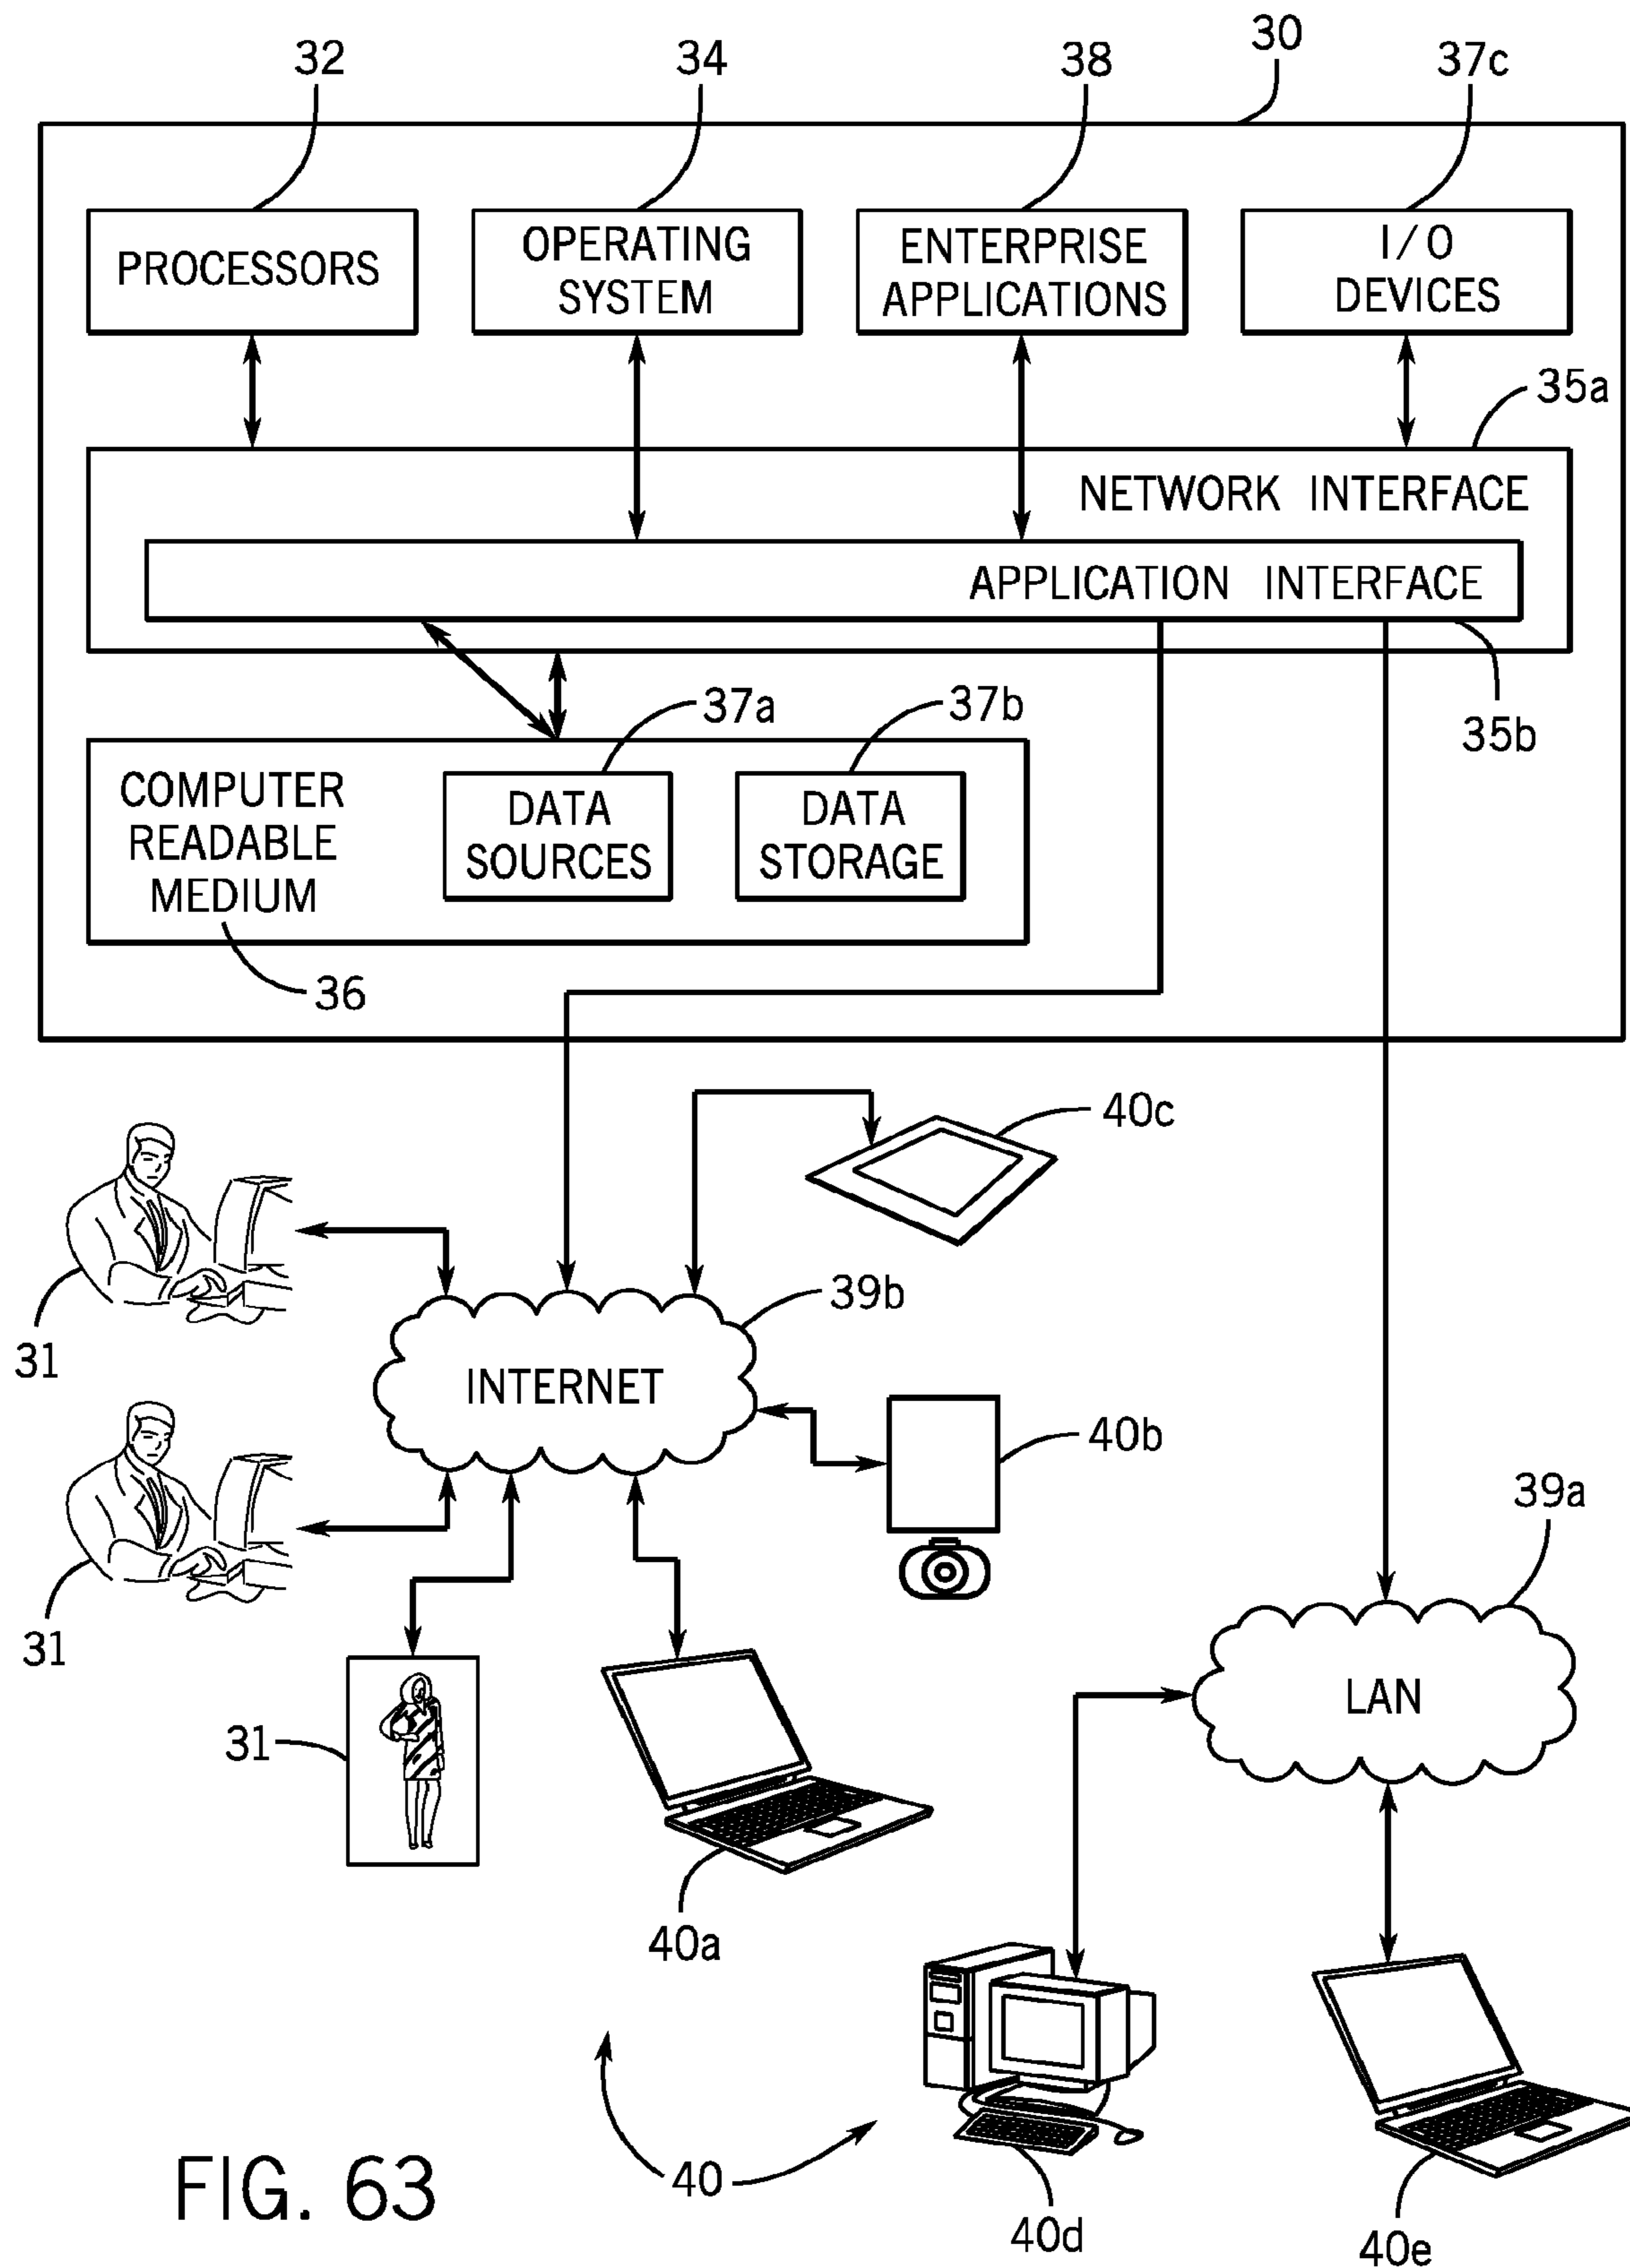 30
32
34
38
37c
PROCESSORS
OPERATING
SYSTEM
ENTERPRISE
APPLICATIONS
I/O
DEVICES
35a
NETWORK INTERFACE
APPLICATION INTERFACE
35b
37a
37b
COMPUTER
READABLE
MEDIUM
DATA
SOURCES
DATA
STORAGE
36
40c
31
39b
INTERNET
40b
31
39a
LAN
31
40a
40
40d
40e
FIG. 63